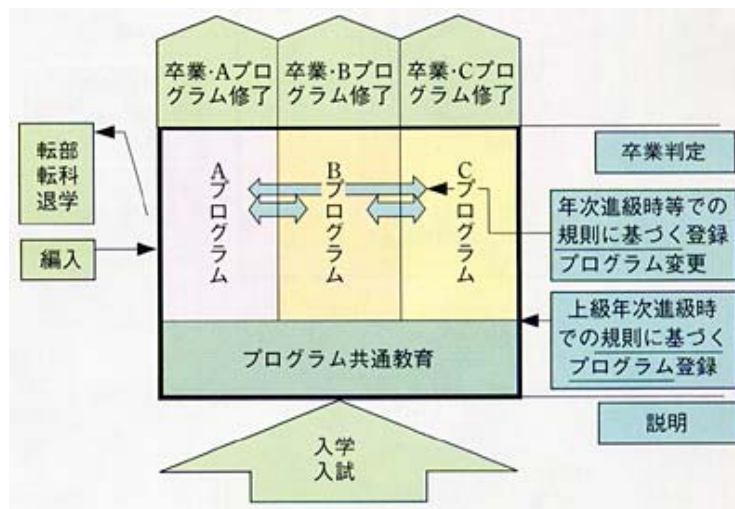 卒業·Aプロ
グラム修了
卒業·Bプロ
グラム修了
卒業·Cプロ
グラム修了
転部
転科
退学
編入
Aプログラム
Bプログラム
Cプログラム
卒業判定
年次進級時等での
規則に基づく登録
プログラム変更
上級年次進級時
での規則に基づく
プログラム登録
プログラム共通教育
説明
入学
入試